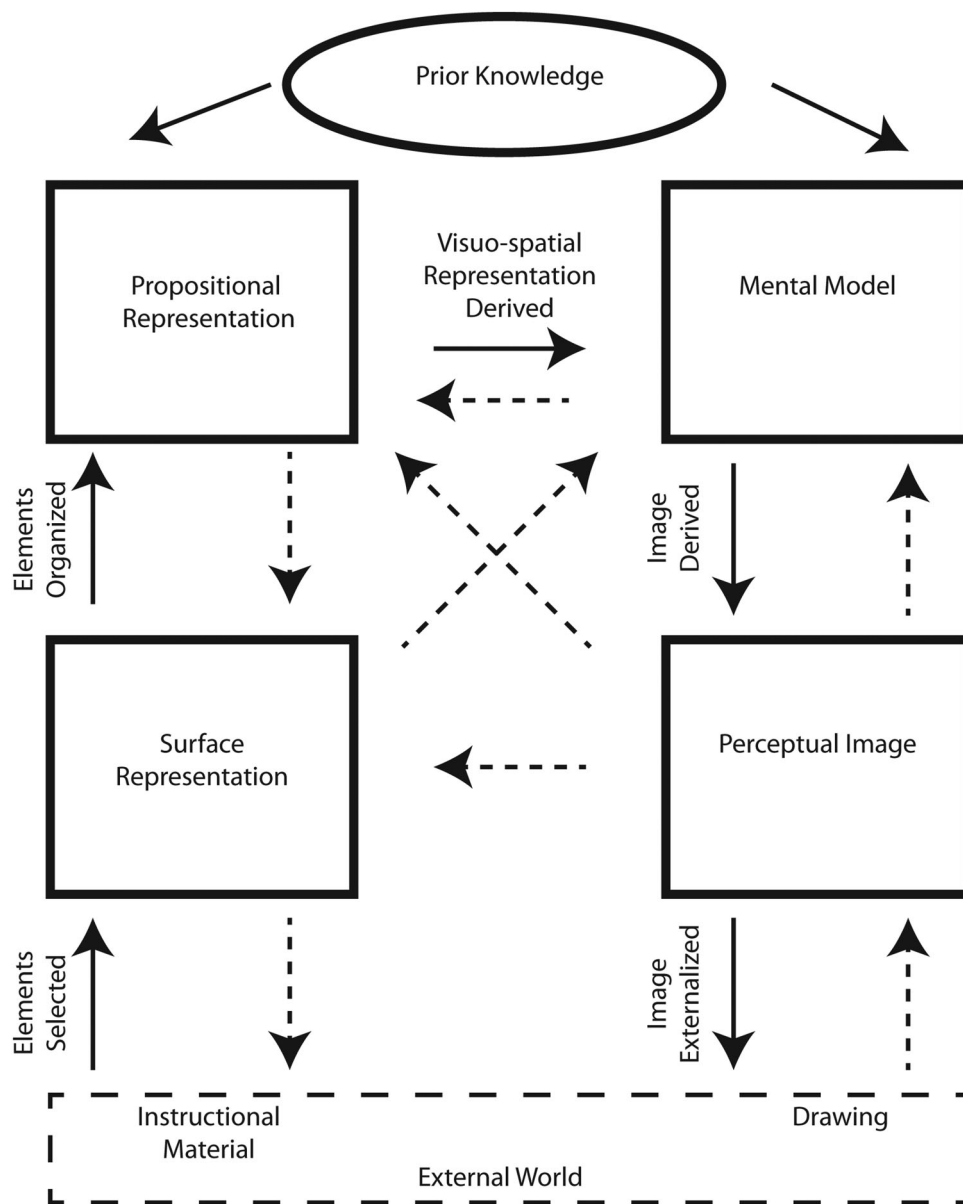 Prior Knowledge
Propositional
Representation
Visuo-spatial
Representation
Derived
Mental Model
Elements
Organized
Image
Derived
Surface
Representation
Perceptual Image
Elements
Selected
Image
Externalized
Instructional
Material
Drawing
External World